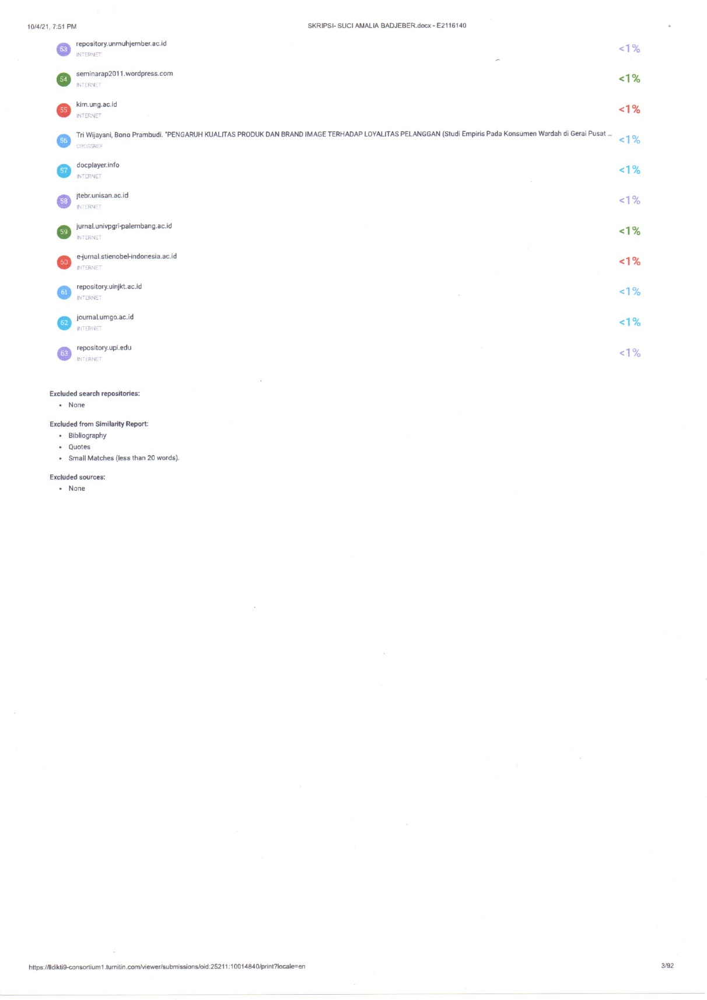 10/4/21, 7:51 PM
SKRIPSI- SUCI AMALIA BADJEBER.docx - E2116140
53 repository.unmuhjember.ac.id <1%
INTERNET
54 seminarap2011.wordpress.com <1%
INTERNET
55 kim.ung.ac.id <1%
INTERNET
56 Tri Wijayani, Bono Prambudi. "PENGARUH KUALITAS PRODUK DAN BRAND IMAGE TERHADAP LOYALITAS PELANGGAN (Studi Empiris Pada Konsumen Wardah di Gerai Pusat ... <1%
CROSSREF
57 docplayer.info <1%
INTERNET
58 jtebr.unisan.ac.id <1%
INTERNET
59 jurnal.univpgri-palembang.ac.id <1%
INTERNET
60 e-jurnal.stienobel-indonesia.ac.id <1%
INTERNET
61 repository.uinjkt.ac.id <1%
INTERNET
62 journal.umgo.ac.id <1%
INTERNET
63 repository.upi.edu <1%
INTERNET
Excluded search repositories:
• None
Excluded from Similarity Report:
• Bibliography
• Quotes
• Small Matches (less than 20 words).
Excluded sources:
• None
https://lldikti9-consortium1.turnitin.com/viewer/submissions/oid:25211:10014840/print?locale=en
3/92